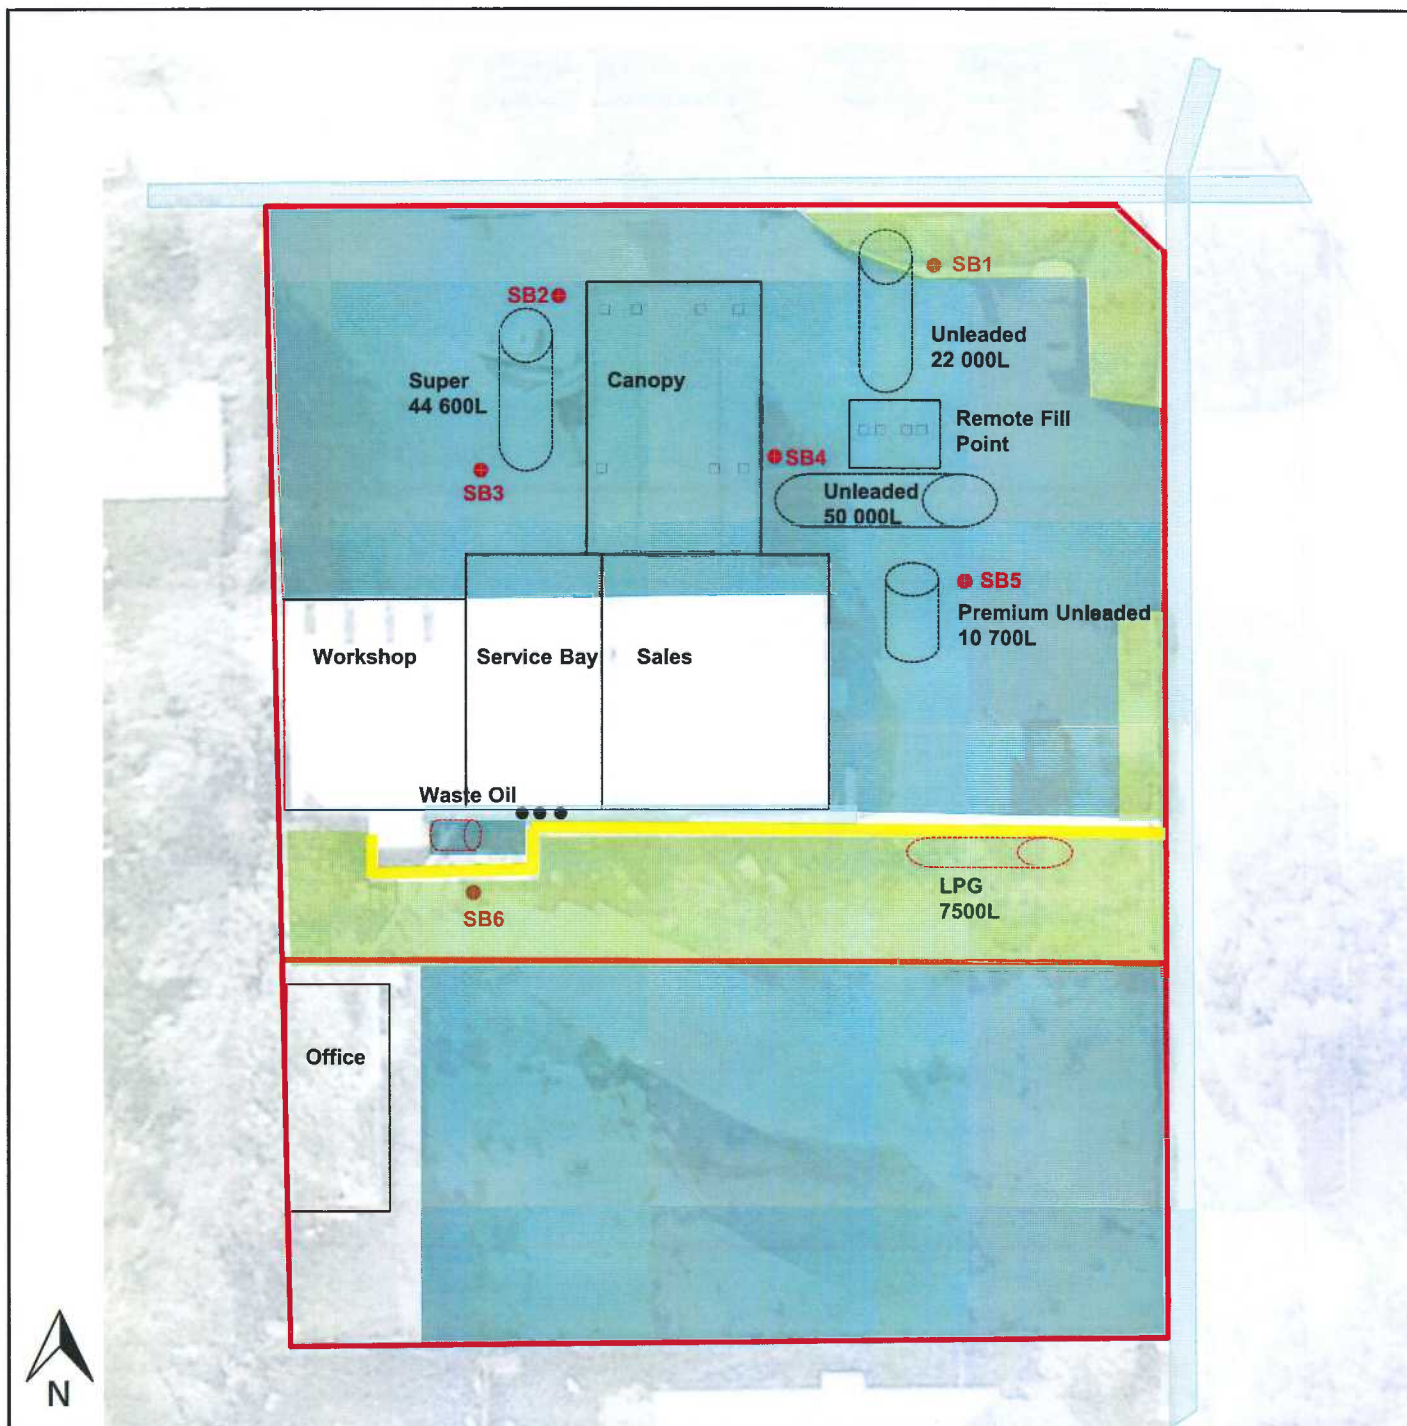 SB1
SB2
Unleaded
22 000L
Super
44 600L
Canopy
Remote Fill
Point
SB4
SB3
Unleaded
50 000L
SB5
Premium Unleaded
10 700L
Workshop
Service Bay
Sales
Waste Oil
LPG
7500L
SB6
Office
N